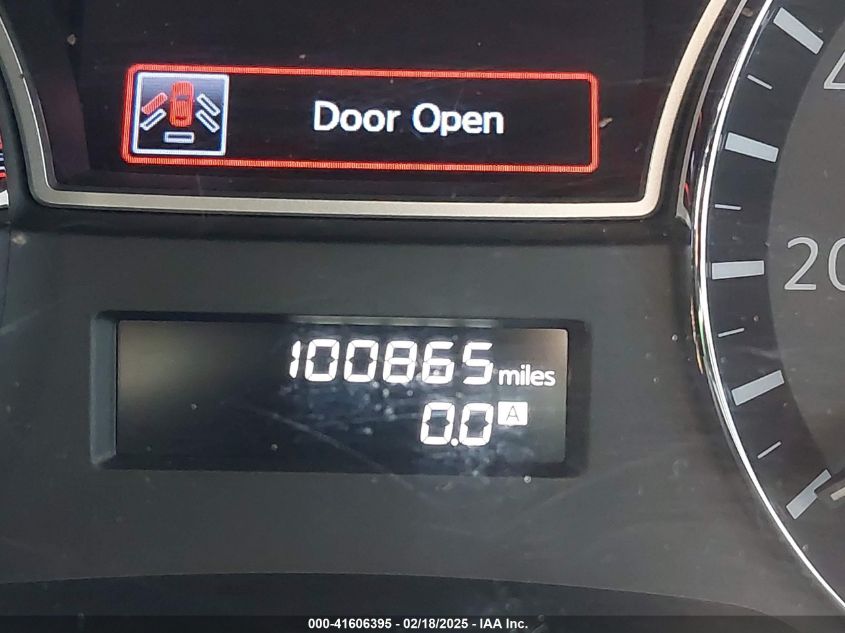 Door Open
20
100865 miles
0.0 A
000-41606395 - 02/18/2025 - IAA Inc.